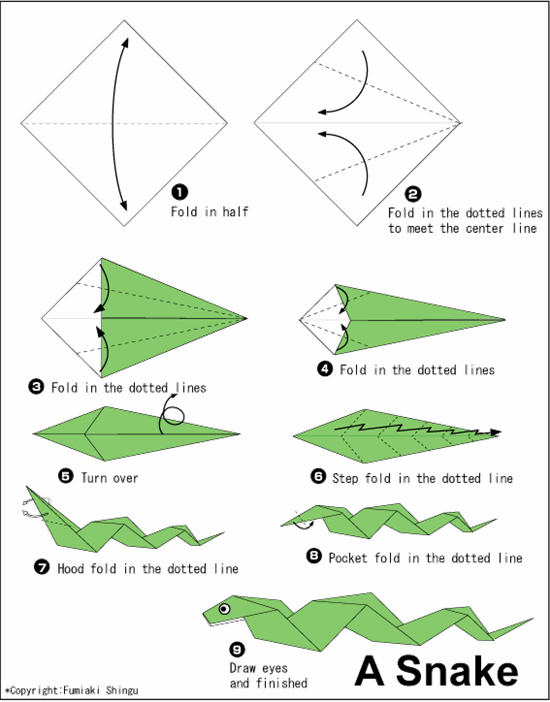 1
Fold in half
2
Fold in the dotted lines
to meet the center line
3 Fold in the dotted lines
4 Fold in the dotted lines
5 Turn over
6 Step fold in the dotted line
7 Hood fold in the dotted line
8 Pocket fold in the dotted line
9
Draw eyes
and finished
A Snake
*Copyright:Fumiaki Shingu